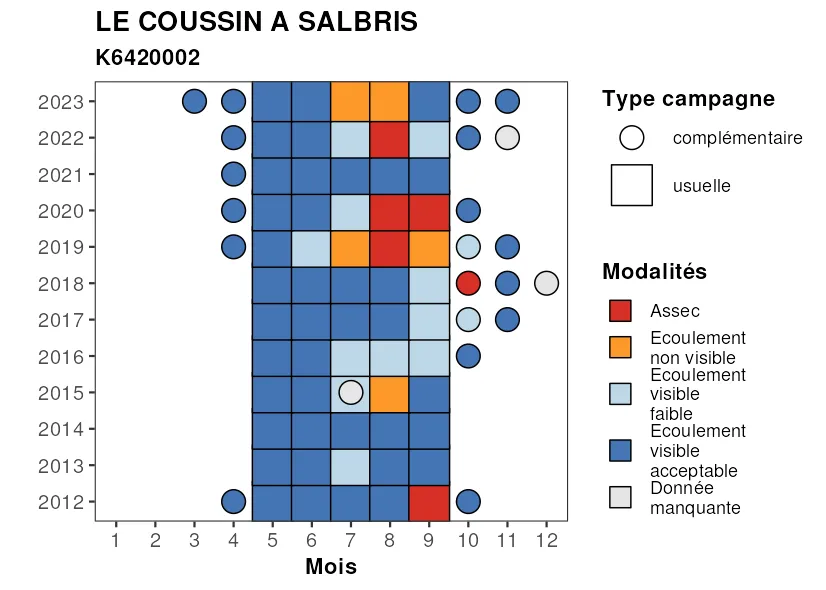 LE COUSSIN A SALBRIS
K6420002
2023
2022
2021
2020
2019
2018
2017
2016
2015
2014
2013
2012
1 2 3 4 5 6 7 8 9 10 11 12
Mois
Type campagne
complémentaire
usuelle
Modalités
Assec
Ecoulement
non visible
Ecoulement
visible
faible
Ecoulement
visible
acceptable
Donnée
manquante